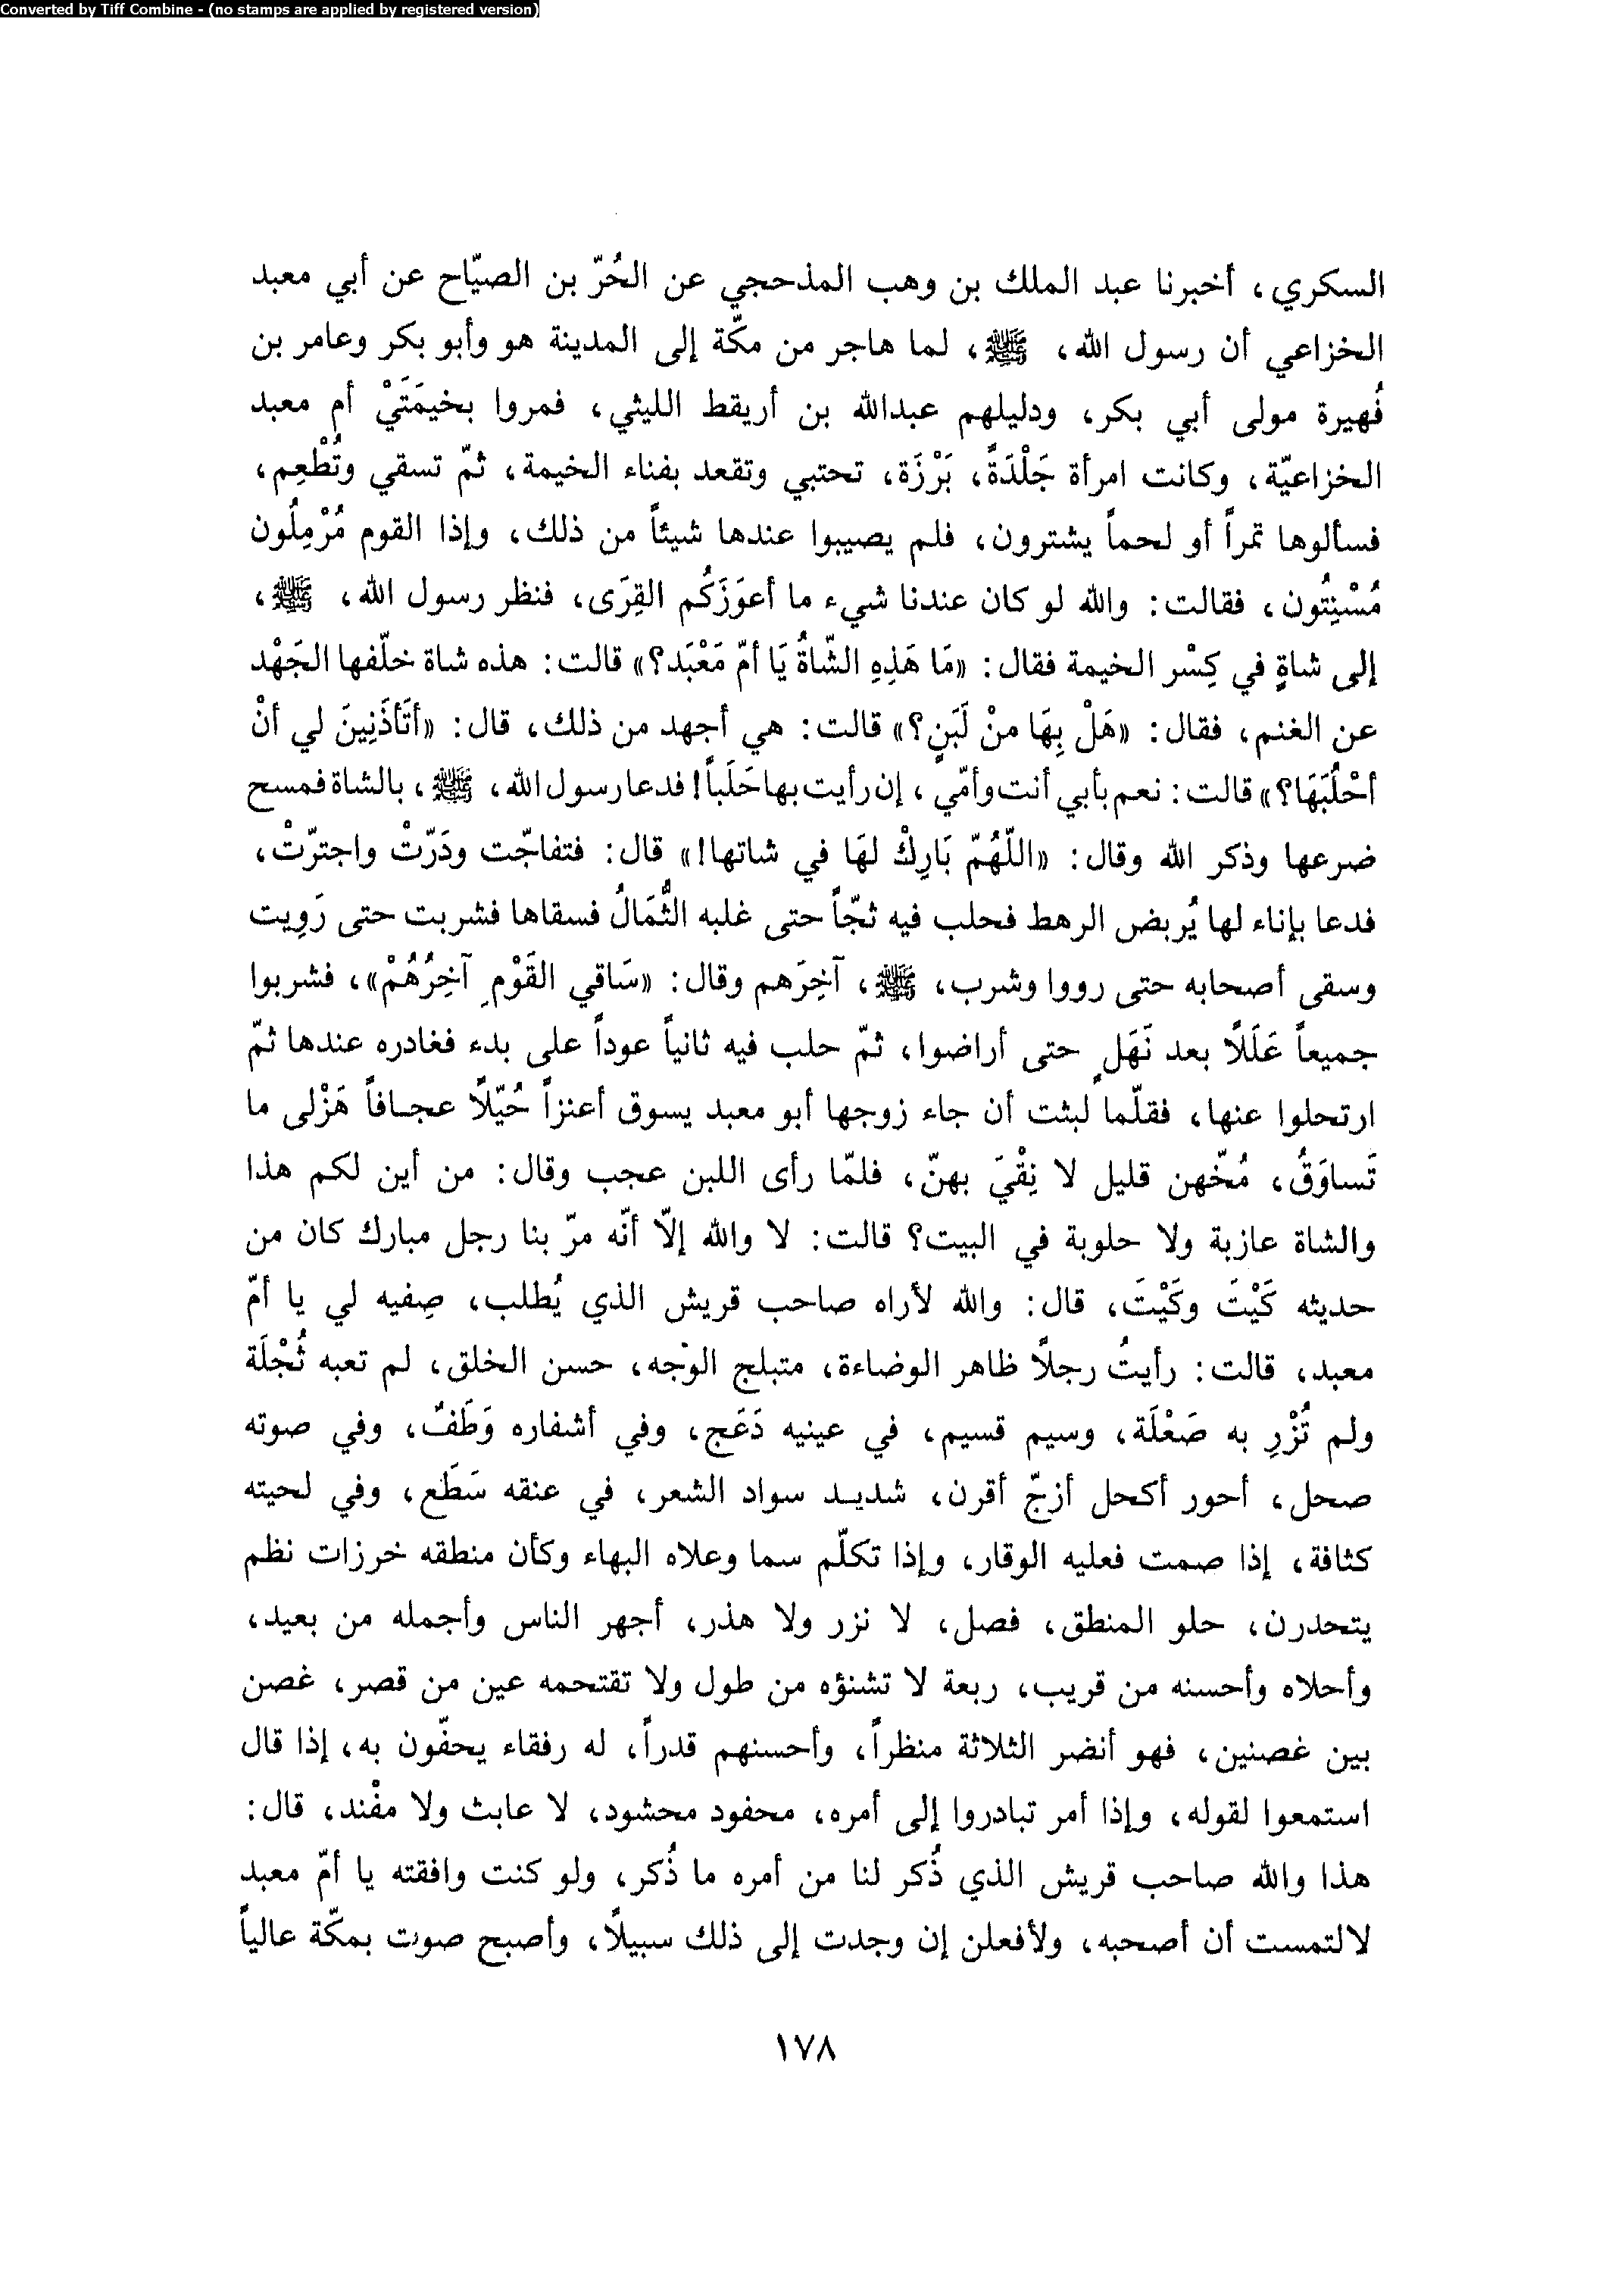 Converted by Tiff Combine - (no stamps are applied by registered version)
السكري، أخبرنا عبد الملك بن وهب المذحجي عن الحُرّ بن الصيّاح عن أبي معبد
الخزاعي أن رسول الله، ﷺ، لما هاجر من مكّة إلى المدينة هو وأبو بكر وعامر بن
فُهيرة مولى أبي بكر، ودليلهم عبدالله بن أريقط الليثي، فمروا بخيمَتَيْ أم معبد
الخزاعيّة، وكانت امرأة جَلْدَةً، بَرْزَة، تحتبي وتقعد بفناء الخيمة، ثمّ تسقي وتُطْعِم،
فسألوها تمراً أو لحماً يشترون، فلم يصيبوا عندها شيئاً من ذلك، وإذا القوم مُرْمِلُون
مُسْنِتُون، فقالت: والله لو كان عندنا شيء ما أعوَزَكُم القِرَى، فنظر رسول الله، ﷺ،
إلى شاةٍ في كِسْر الخيمة فقال: «مَا هَذِهِ الشّاةُ يَا أمّ مَعْبَد؟» قالت: هذه شاة خلّفها الجَهْد
عن الغنم، فقال: «هَلْ بِهَا منْ لَبَنٍ؟» قالت: هي أجهد من ذلك، قال: «أتَأذَنِينَ لي أنْ
أحْلُبَهَا؟» قالت: نعم بأبي أنت وأمّي، إن رأيت بها حَلَباً! فدعا رسول الله، ﷺ، بالشاة فمسح
ضرعها وذكر الله وقال: «اللّهُمّ بَارِكْ لهَا في شاتها!» قال: فتفاجّت ودَرّتْ واجترّتْ،
فدعا بإناء لها يُربض الرهط فحلب فيه ثجّاً حتى غلبه الثُّمَالُ فسقاها فشربت حتى رَوِيت
وسقى أصحابه حتى رووا وشرب، ﷺ، آخِرَهم وقال: «سَاقي القَوْمِ آخِرُهُمْ»، فشربوا
جميعاً عَلَلًا بعد نَهَلٍ حتى أراضوا، ثمّ حلب فيه ثانياً عوداً على بدء فغادره عندها ثمّ
ارتحلوا عنها، فقلّما لبثت أن جاء زوجها أبو معبد يسوق أعنزاً حُيّلًا عجافاً هَزْلى ما
تَساوَقُ، مُخّهن قليل لا نِقْيَ بهنّ، فلمّا رأى اللبن عجب وقال: من أين لكم هذا
والشاة عازبة ولا حلوبة في البيت؟ قالت: لا والله إلاّ أنّه مرّ بنا رجل مبارك كان من
حديثه كَيْتَ وكَيْتَ، قال: والله لأراه صاحب قريش الذي يُطلب، صِفيه لي يا أمّ
معبد، قالت: رأيتُ رجلًا ظاهر الوضاءة، متبلج الوجه، حسن الخلق، لم تعبه ثُجْلَة
ولم تُزْرِ به صَعْلَة، وسيم قسيم، في عينيه دَعَج، وفي أشفاره وَطَفٌ، وفي صوته
صحل، أحور أكحل أزجّ أقرن، شديد سواد الشعر، في عنقه سَطَع، وفي لحيته
كثافة، إذا صمت فعليه الوقار، وإذا تكلّم سما وعلاه البهاء وكأن منطقه خرزات نظم
يتحدرن، حلو المنطق، فصل، لا نزر ولا هذر، أجهر الناس وأجمله من بعيد،
وأحلاه وأحسنه من قريب، ربعة لا تشنؤه من طول ولا تقتحمه عين من قصر، غصن
بين غصنين، فهو أنضر الثلاثة منظراً، وأحسنهم قدراً، له رفقاء يحفّون به، إذا قال
استمعوا لقوله، وإذا أمر تبادروا إلى أمره، محفود محشود، لا عابث ولا مفْند، قال:
هذا والله صاحب قريش الذي ذُكر لنا من أمره ما ذُكر، ولو كنت وافقته يا أمّ معبد
لالتمست أن أصحبه، ولأفعلن إن وجدت إلى ذلك سبيلًا، وأصبح صوت بمكّة عالياً
١٧٨